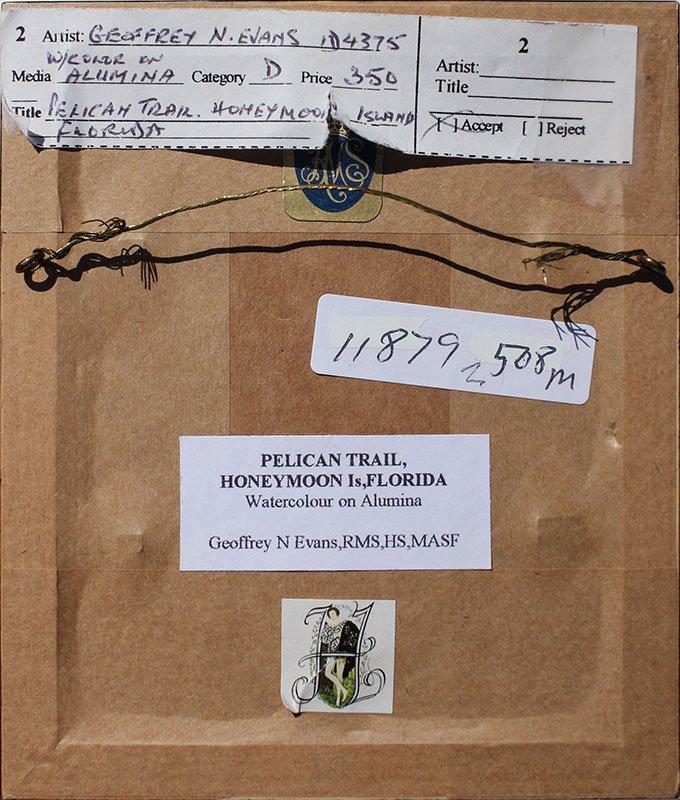 2 Artist: GEOFFREY N. EVANS ID4375
W/COLOR ON
Media ALUMINA Category D Price 350
Title PELICAN TRAIL. HONEYMOON ISLAND
FLORIDA
2
Artist:
Title
[X] Accept [ ] Reject
RMS
11879 2 508m
PELICAN TRAIL,
HONEYMOON Is,FLORIDA
Watercolour on Alumina
Geoffrey N Evans,RMS,HS,MASF
H